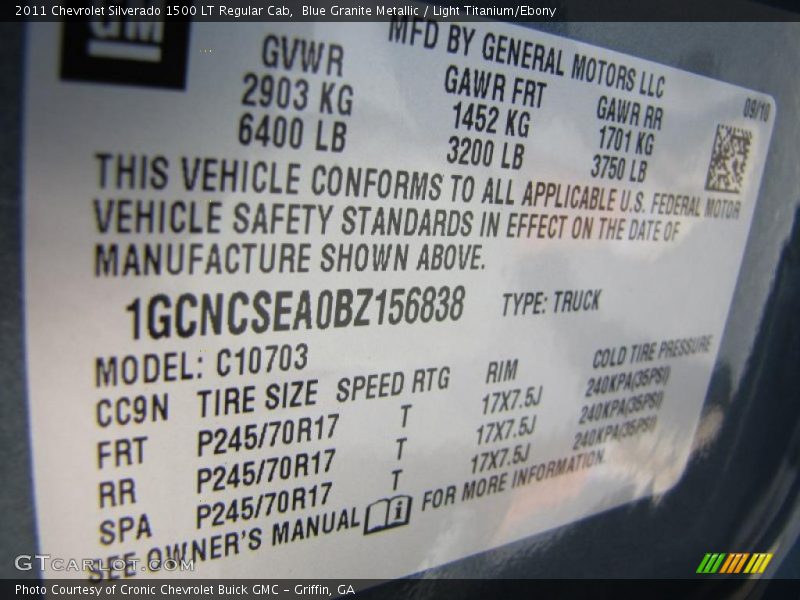 2011 Chevrolet Silverado 1500 LT Regular Cab,  Blue Granite Metallic / Light Titanium/Ebony
GM
MFD BY GENERAL MOTORS LLC
GVWR GAWR FRT GAWR RR 09/10
2903 KG 1452 KG 1701 KG
6400 LB 3200 LB 3750 LB
THIS VEHICLE CONFORMS TO ALL APPLICABLE U.S. FEDERAL MOTOR
VEHICLE SAFETY STANDARDS IN EFFECT ON THE DATE OF
MANUFACTURE SHOWN ABOVE.
1GCNCSEA0BZ156838 TYPE: TRUCK
MODEL: C10703
CC9N TIRE SIZE SPEED RTG RIM COLD TIRE PRESSURE
FRT P245/70R17 T 17X7.5J 240KPA(35PSI)
RR P245/70R17 T 17X7.5J 240KPA(35PSI)
SPA P245/70R17 T 17X7.5J 240KPA(35PSI)
SEE OWNER'S MANUAL i FOR MORE INFORMATION.
GTcarlot.com
Photo Courtesy of Cronic Chevrolet Buick GMC – Griffin, GA